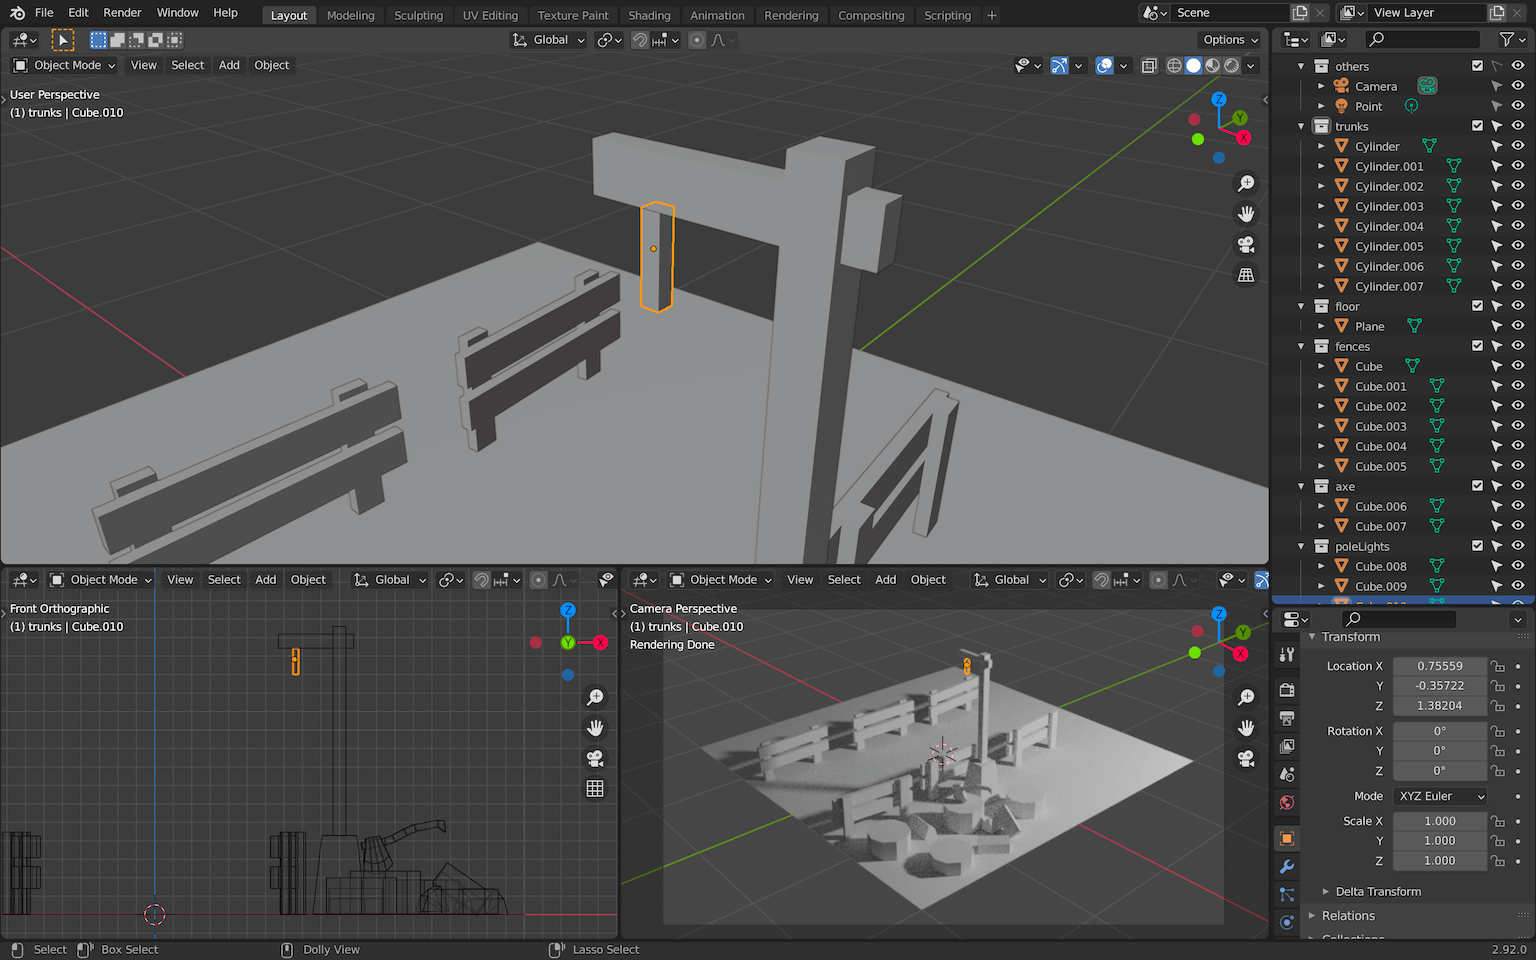 File Edit Render Window Help Layout Modeling Sculpting UV Editing Texture Paint Shading Animation Rendering Compositing Scripting + Scene View Layer
Global Options
Object Mode View Select Add Object
User Perspective
(1) trunks | Cube.010
Z
Y
X
others
Camera
Point
trunks
Cylinder
Cylinder.001
Cylinder.002
Cylinder.003
Cylinder.004
Cylinder.005
Cylinder.006
Cylinder.007
floor
Plane
fences
Cube
Cube.001
Cube.002
Cube.003
Cube.004
Cube.005
axe
Cube.006
Cube.007
poleLights
Cube.008
Cube.009
Object Mode View Select Add Object Global
Front Orthographic
(1) trunks | Cube.010
Z
Y
X
Object Mode View Select Add Object Global
Camera Perspective
(1) trunks | Cube.010
Rendering Done
Z
Y
X
Transform
Location X 0.75559
Y -0.35722
Z 1.38204
Rotation X 0°
Y 0°
Z 0°
Mode XYZ Euler
Scale X 1.000
Y 1.000
Z 1.000
Delta Transform
Relations
Select Box Select Dolly View Lasso Select 2.92.0